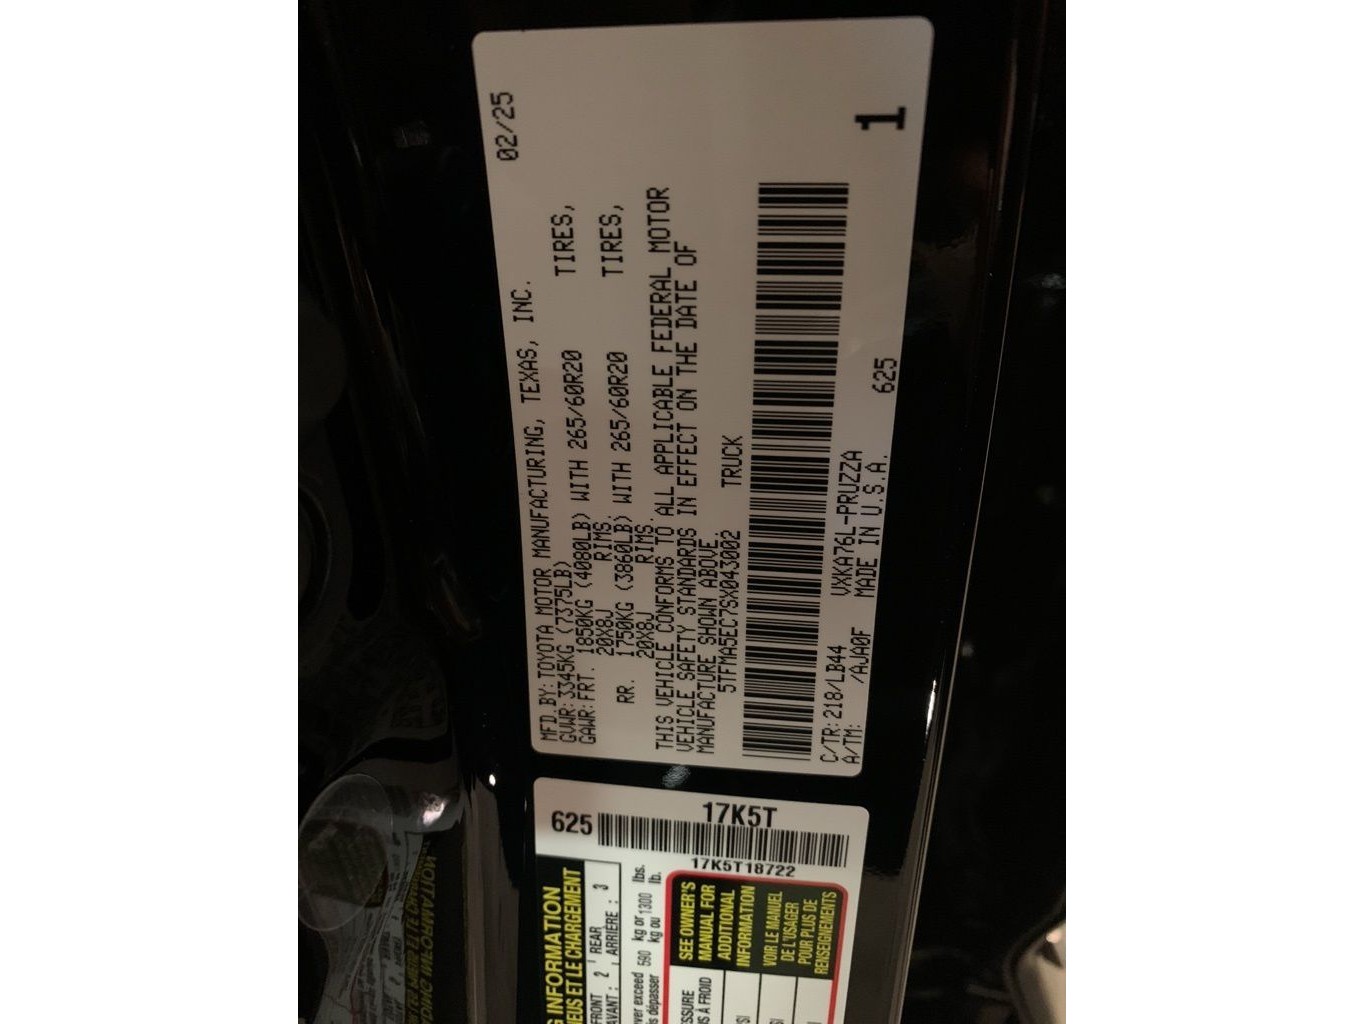 02/25
MFD.BY:TOYOTA MOTOR MANUFACTURING, TEXAS, INC.
GVWR:3345KG (7375LB)
GAWR:FRT. 1850KG (4080LB) WITH 265/60R20 TIRES,
20X8J RIMS.
RR. 1750KG (3860LB) WITH 265/60R20 TIRES,
20X8J RIMS.
THIS VEHICLE CONFORMS TO ALL APPLICABLE FEDERAL MOTOR
VEHICLE SAFETY STANDARDS IN EFFECT ON THE DATE OF
MANUFACTURE SHOWN ABOVE.
5TFMA5EC7SX043002 TRUCK
C/TR:218/LB44 VXKA76L-PRUZZA
A/TM: /AJA0F MADE IN U.S.A. 625
1
625
17K5T
17K5T18722
INFORMATION
ET LE CHARGEMENT
FRONT : 2 REAR : 3
AVANT : ARRIÈRE :
exceed 590 kg or 1300 lbs.
dépasser kg ou lb.
SEE OWNER'S
MANUAL FOR
ADDITIONAL
INFORMATION
VOIR LE MANUEL
DE L'USAGER
POUR PLUS DE
RENSEIGNEMENTS
À FROID